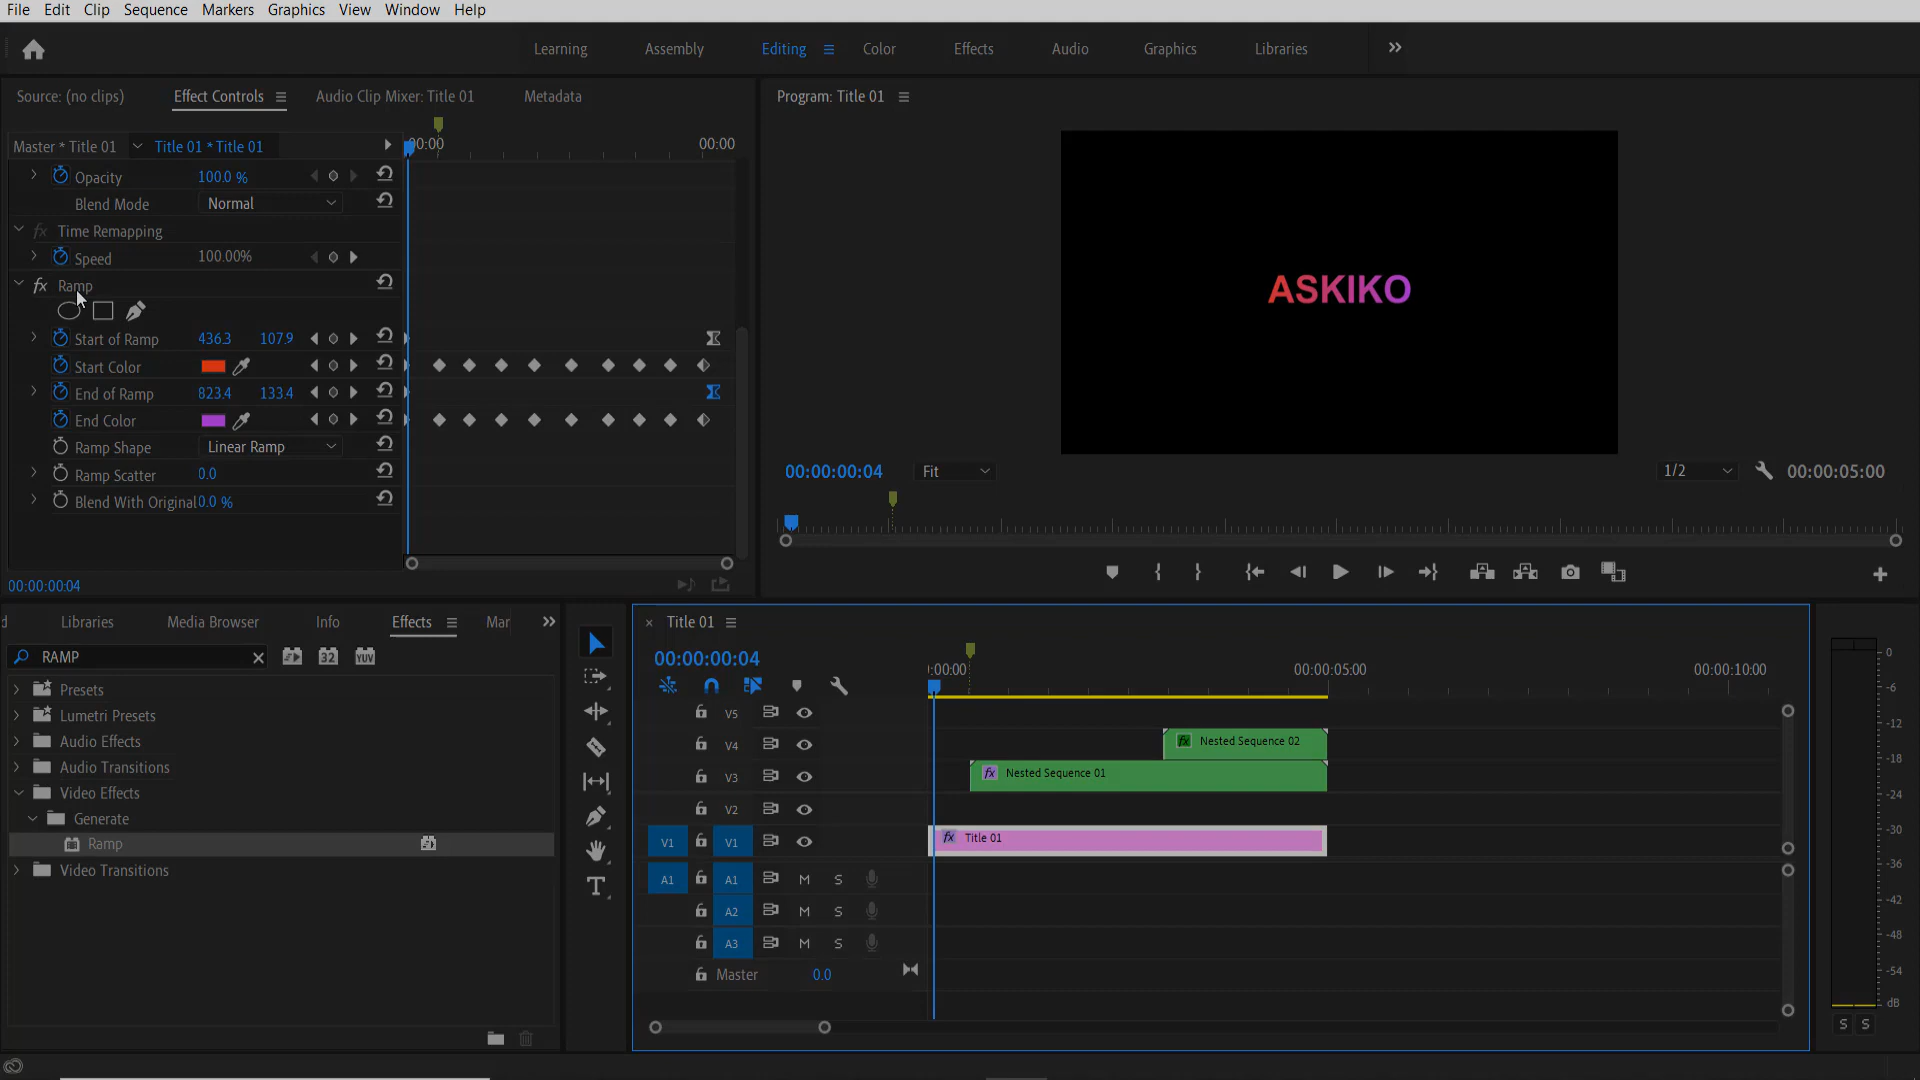 File Edit Clip Sequence Markers Graphics View Window Help
Learning Assembly Editing Color Effects Audio Graphics Libraries
Source: (no clips) Effect Controls Audio Clip Mixer: Title 01 Metadata
Master * Title 01 Title 01 * Title 01
00:00 00:00
Opacity 100.0 %
Blend Mode Normal
fx Time Remapping
Speed 100.00%
fx Ramp
Start of Ramp 436.3 107.9
Start Color
End of Ramp 823.4 133.4
End Color
Ramp Shape Linear Ramp
Ramp Scatter 0.0
Blend With Original 0.0 %
00:00:00:04
Program: Title 01
ASKIKO
00:00:00:04 Fit 1/2 00:00:05:00
Libraries Media Browser Info Effects Mar
RAMP 32 YUV
Presets
Lumetri Presets
Audio Effects
Audio Transitions
Video Effects
Generate
Ramp
Video Transitions
T
× Title 01
00:00:00:04
:00:00 00:00:05:00 00:00:10:00
V5
V4 fx Nested Sequence 02
V3 fx Nested Sequence 01
V2
V1 V1 fx Title 01
A1 A1 M S
A2 M S
A3 M S
Master 0.0
0
-6
-12
-18
-24
-30
-36
-42
-48
-54
dB
S S